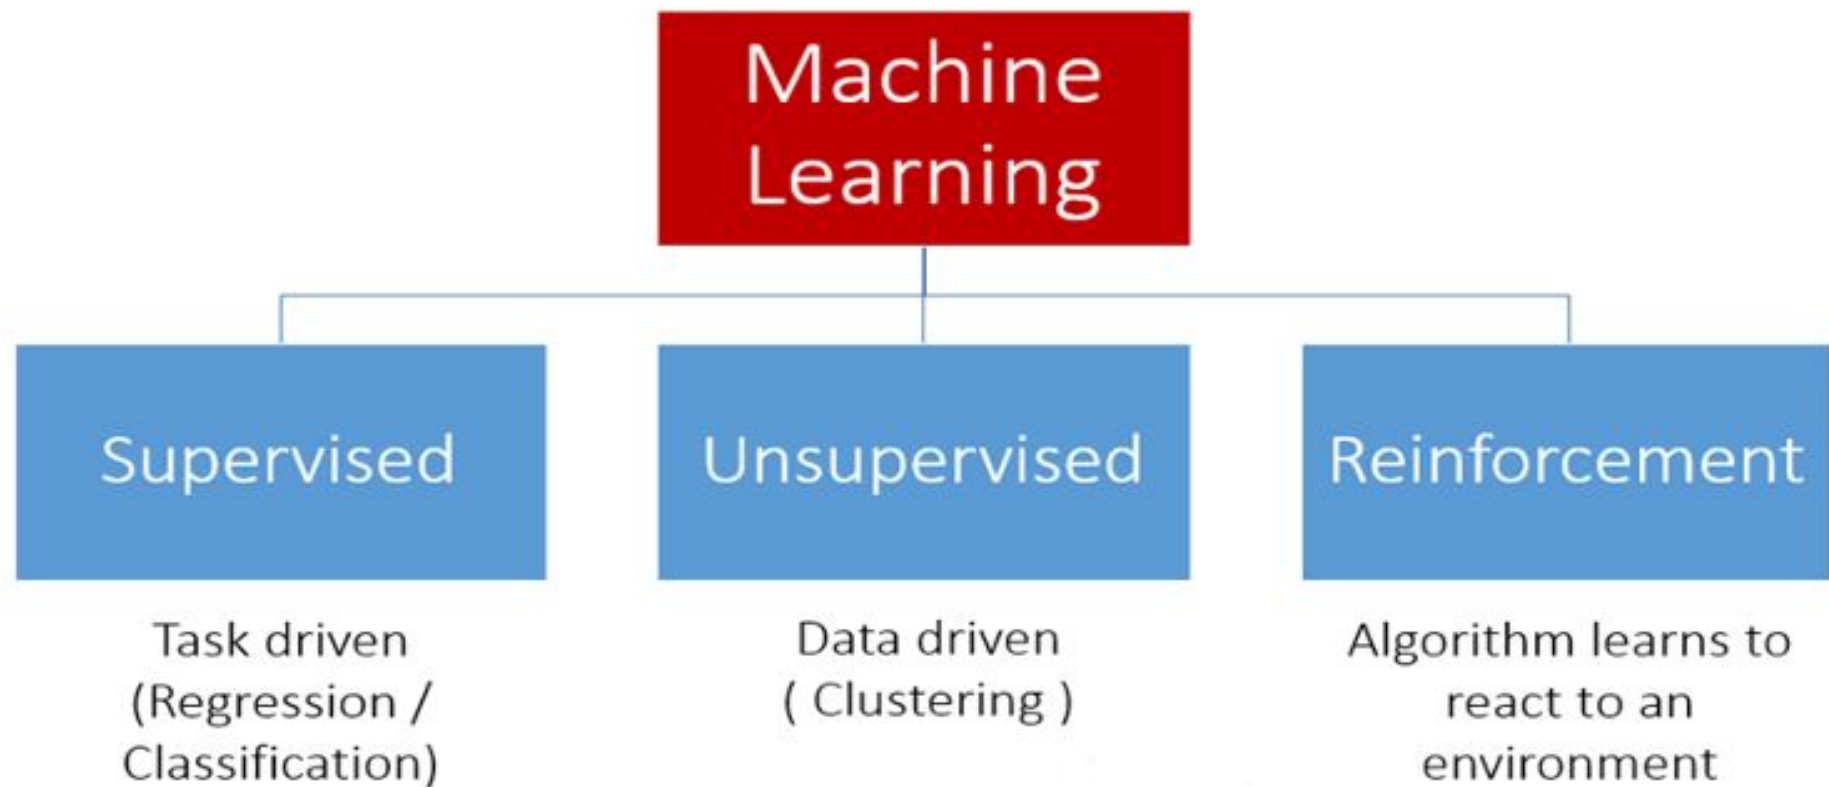 Machine
Learning
Supervised
Unsupervised
Reinforcement
Task driven
(Regression /
Classification)
Data driven
( Clustering )
Algorithm learns to
react to an
environment